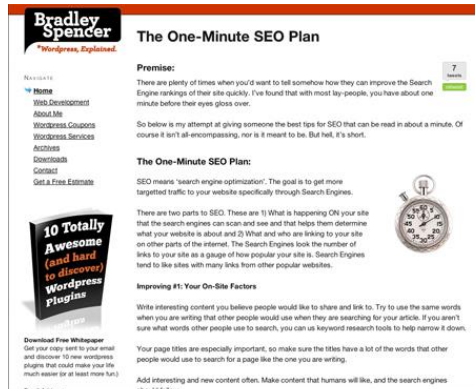 Bradley
Spencer
"Wordpress, Explained.
NAVIGATE
Home
Web Development
About Me
Wordpress Coupons
Wordpress Services
Archives
Downloads
Contact
Get a Free Estimate
10 Totally
Awesome
(and hard
to discover)
Wordpress
Plugins
Download Free Whitepaper
Get your copy sent to your email
and discover 10 new wordpress
plugins that could make your life
much easier (or at least more fun.)
The One-Minute SEO Plan
7
tweets
retweet
Premise:
There are plenty of times when you'd want to tell somehow how they can improve the Search
Engine rankings of their site quickly. I've found that with most lay-people, you have about one
minute before their eyes gloss over.
So below is my attempt at giving someone the best tips for SEO that can be read in about a minute. Of
course it isn't all-encompassing, nor is it meant to be. But hell, it's short.
The One-Minute SEO Plan:
SEO means 'search engine optimization'. The goal is to get more
targetted traffic to your website specifically through Search Engines.
There are two parts to SEO. These are 1) What is happening ON your site
that the search engines can scan and see and that helps them determine
what your website is about and 2) What and who are linking to your site
on other parts of the internet. The Search Engines look the number of
links to your site as a gauge of how popular your site is. Search Engines
tend to like sites with many links from other popular websites.
Improving #1: Your On-Site Factors
Write interesting content you believe people would like to share and link to. Try to use the same words
when you are writing that other people would use when they are searching for your article. If you aren't
sure what words other people use to search, you can us keyword research tools to help narrow it down.
Your page titles are especially important, so make sure the titles have a lot of the words that other
people would use to search for a page like the one you are writing.
Add interesting and new content often. Make content that humans will like, and the search engines